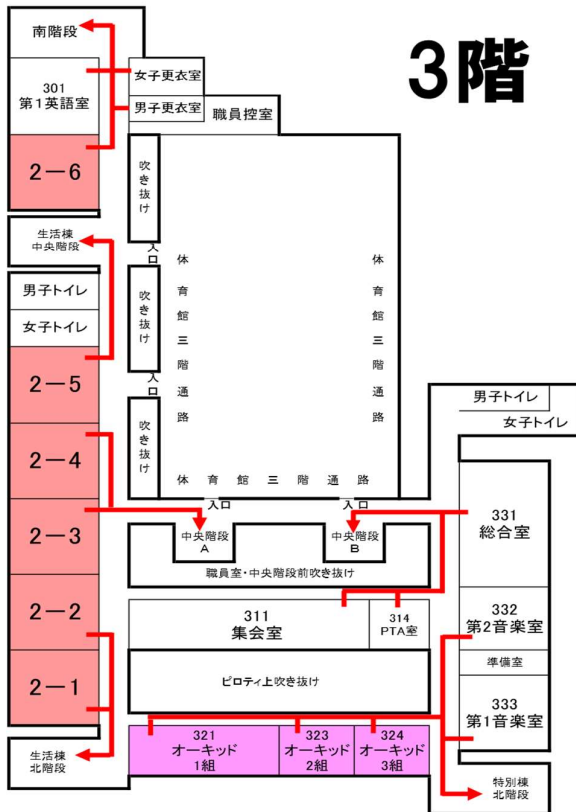 3階
南階段
301
第1英語室
2－6
女子更衣室
男子更衣室
職員控室
生活棟
中央階段
男子トイレ
女子トイレ
2－5
2－4
2－3
2－2
2－1
生活棟
北階段
吹き抜け
入口
吹き抜け
入口
吹き抜け
体育館三階通路
体育館三階通路
体育館三階通路
入口
入口
中央階段
A
中央階段
B
職員室・中央階段前吹き抜け
311
集会室
314
PTA室
ピロティ上吹き抜け
321
オーキッド
1組
323
オーキッド
2組
324
オーキッド
3組
男子トイレ
女子トイレ
331
総合室
332
第2音楽室
準備室
333
第1音楽室
特別棟
北階段